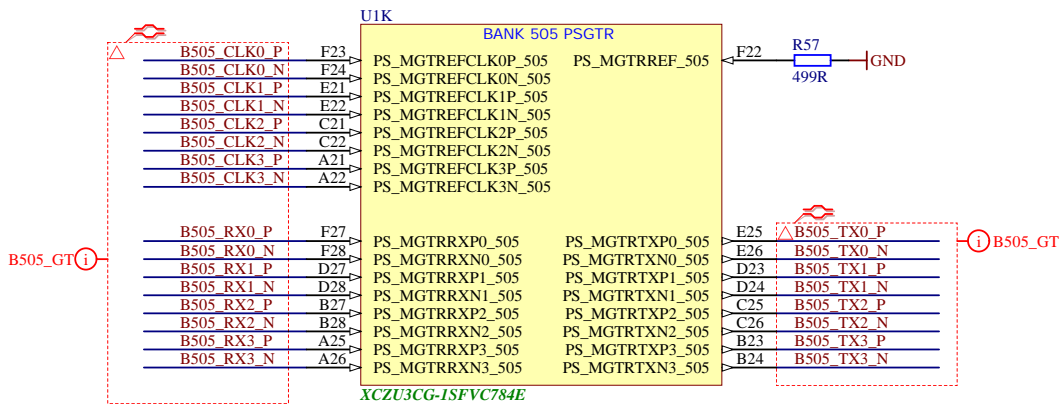 U1K
BANK 505 PSGTR
B505_CLK0_P F23 PS_MGTREFCLK0P_505 PS_MGTRREF_505 F22 R57 499R GND
B505_CLK0_N F24 PS_MGTREFCLK0N_505
B505_CLK1_P E21 PS_MGTREFCLK1P_505
B505_CLK1_N E22 PS_MGTREFCLK1N_505
B505_CLK2_P C21 PS_MGTREFCLK2P_505
B505_CLK2_N C22 PS_MGTREFCLK2N_505
B505_CLK3_P A21 PS_MGTREFCLK3P_505
B505_CLK3_N A22 PS_MGTREFCLK3N_505
B505_RX0_P F27 PS_MGTRRXP0_505 PS_MGTRTXP0_505 E25 B505_TX0_P
B505_GT i B505_RX0_N F28 PS_MGTRRXN0_505 PS_MGTRTXN0_505 E26 B505_TX0_N i B505_GT
B505_RX1_P D27 PS_MGTRRXP1_505 PS_MGTRTXP1_505 D23 B505_TX1_P
B505_RX1_N D28 PS_MGTRRXN1_505 PS_MGTRTXN1_505 D24 B505_TX1_N
B505_RX2_P B27 PS_MGTRRXP2_505 PS_MGTRTXP2_505 C25 B505_TX2_P
B505_RX2_N B28 PS_MGTRRXN2_505 PS_MGTRTXN2_505 C26 B505_TX2_N
B505_RX3_P A25 PS_MGTRRXP3_505 PS_MGTRTXP3_505 B23 B505_TX3_P
B505_RX3_N A26 PS_MGTRRXN3_505 PS_MGTRTXN3_505 B24 B505_TX3_N
XCZU3CG-1SFVC784E